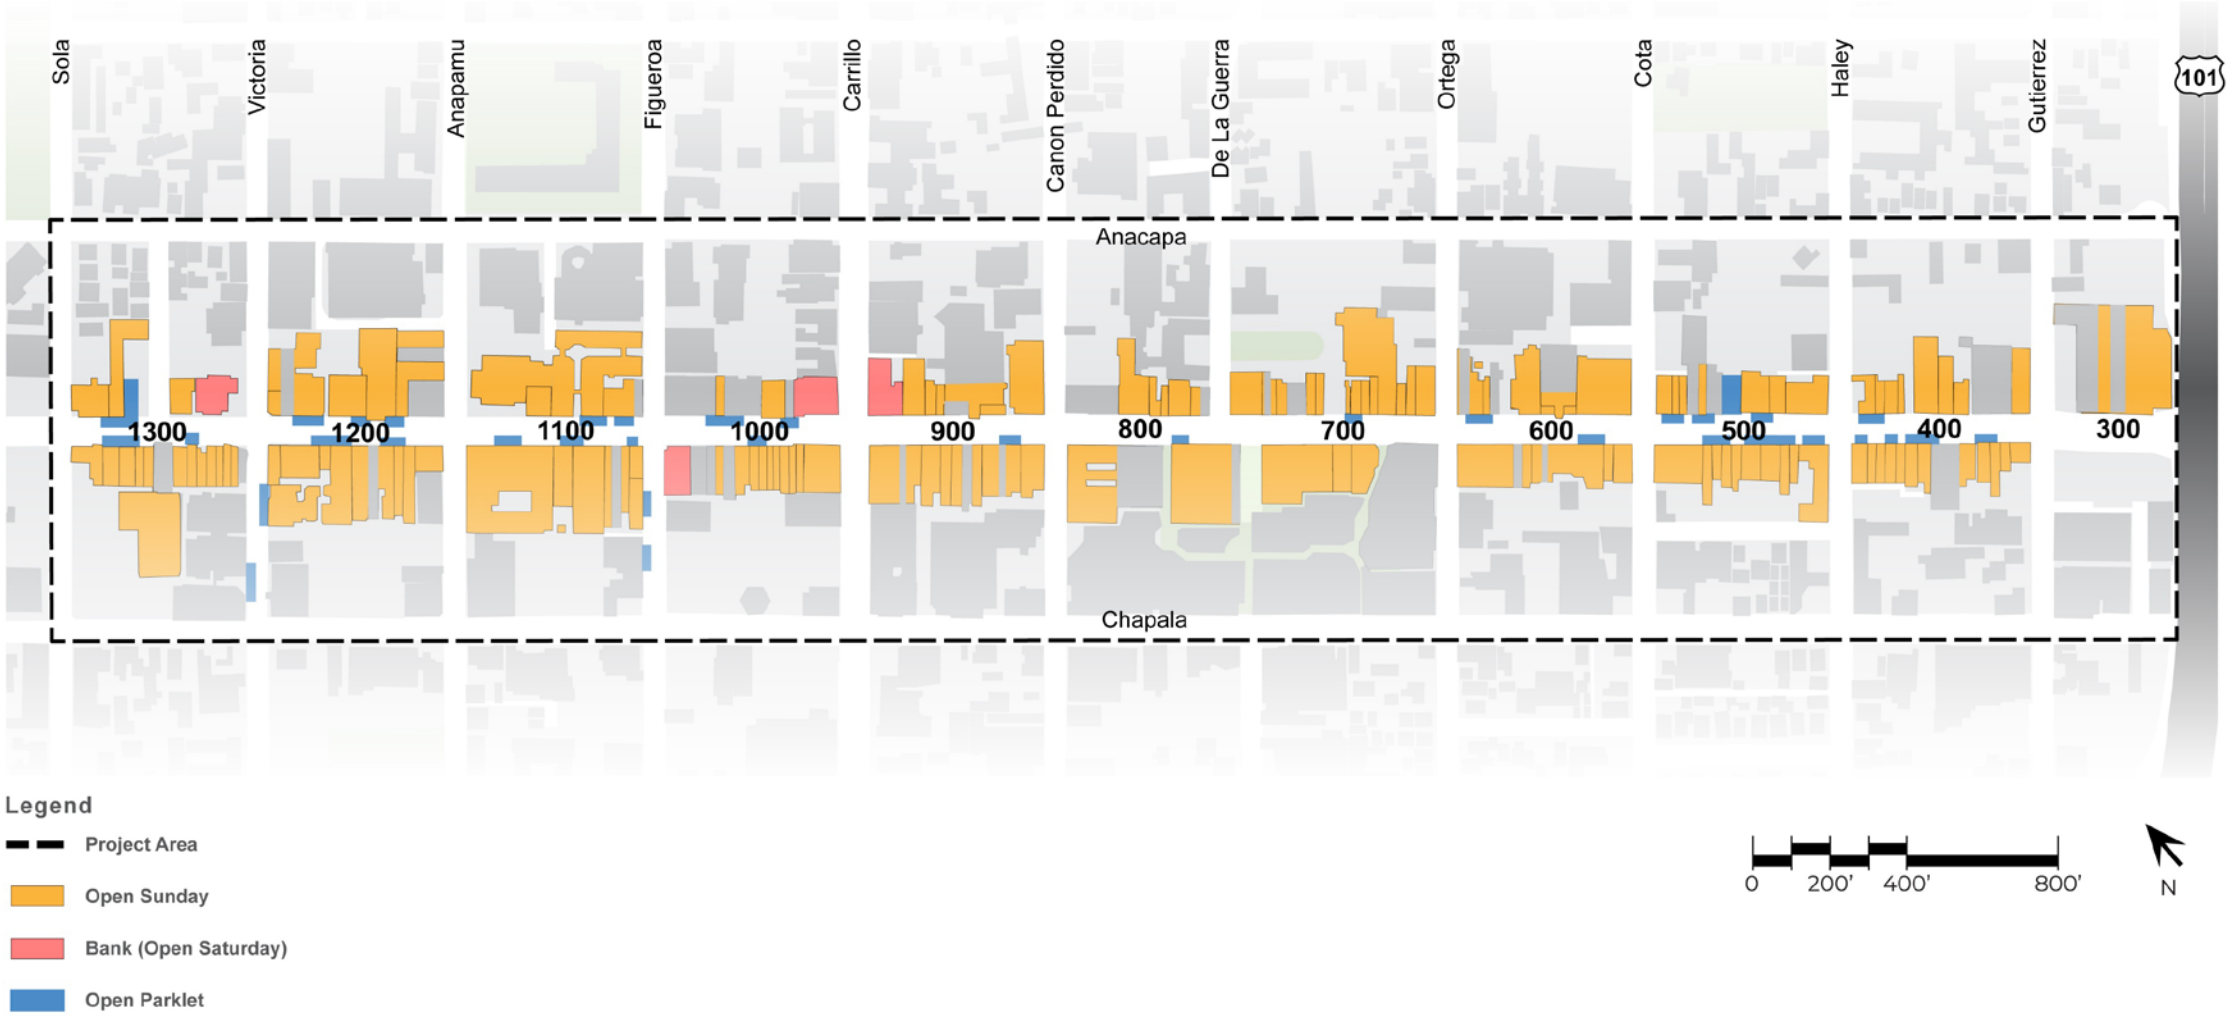 Sola
Victoria
Anapamu
Figueroa
Carrillo
Canon Perdido
De La Guerra
Ortega
Cota
Haley
Gutierrez
101
Anacapa
1300
1200
1100
1000
900
800
700
600
500
400
300
Chapala
Legend
Project Area
Open Sunday
Bank (Open Saturday)
Open Parklet
0 200' 400' 800'
N